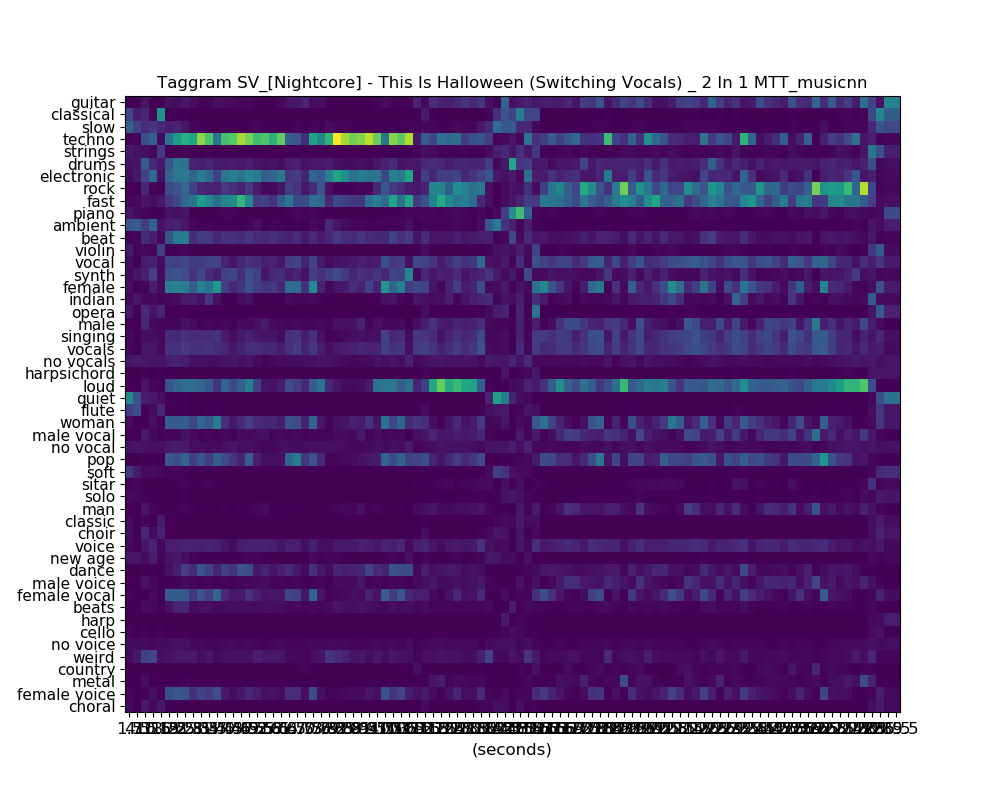 Taggram SV_[Nightcore] - This Is Halloween (Switching Vocals) _ 2 In 1 MTT_musicnn
guitar
classical
slow
techno
strings
drums
electronic
rock
fast
piano
ambient
beat
violin
vocal
synth
female
indian
opera
male
singing
vocals
no vocals
harpsichord
loud
quiet
flute
woman
male vocal
no vocal
pop
soft
sitar
solo
man
classic
choir
voice
new age
dance
male voice
female vocal
beats
harp
cello
no voice
weird
country
metal
female voice
choral
(seconds)